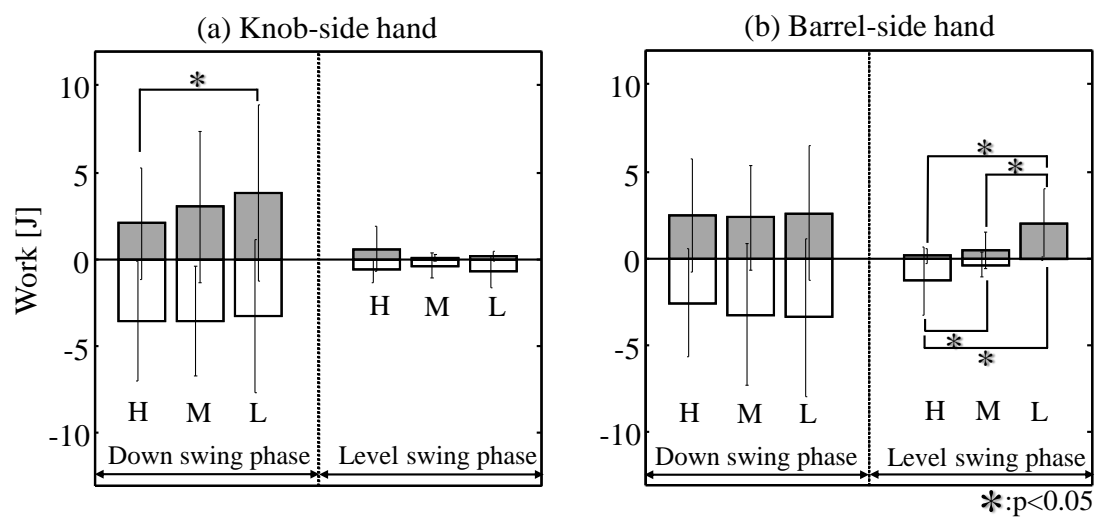 (a) Knob-side hand
(b) Barrel-side hand
Work [J]
10
5
0
-5
-10
*
H M L
H M L
Down swing phase
Level swing phase
10
5
0
-5
-10
*
*
*
*
H M L
H M L
Down swing phase
Level swing phase
*:p<0.05